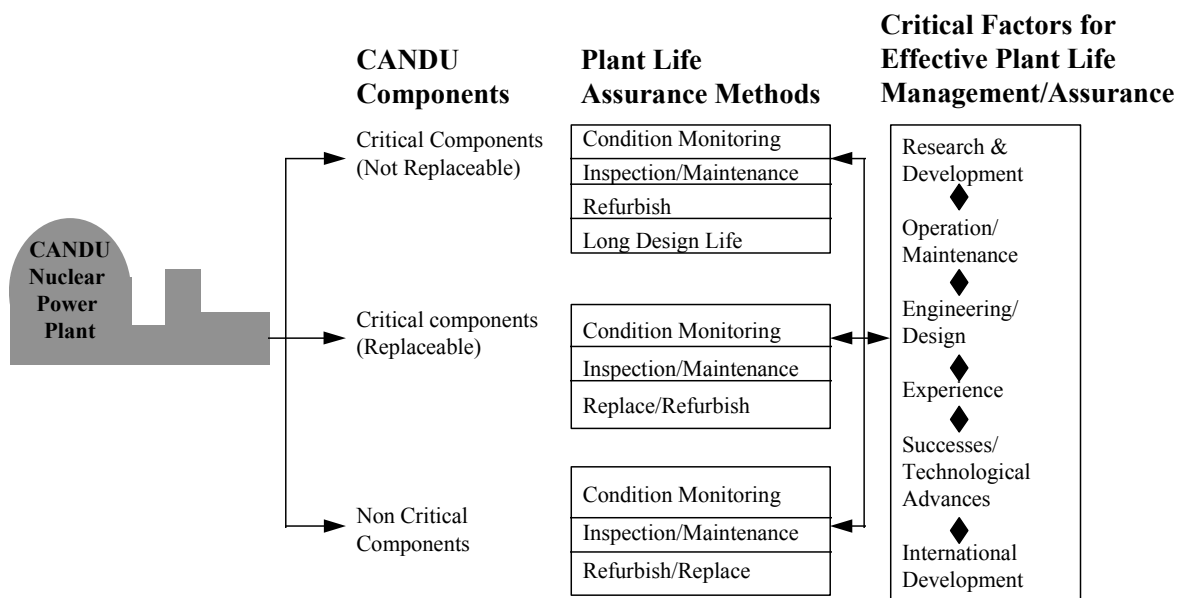 CANDU
Nuclear
Power
Plant
CANDU
Components
Critical Components
(Not Replaceable)
Critical components
(Replaceable)
Non Critical
Components
Plant Life
Assurance Methods
Condition Monitoring
Inspection/Maintenance
Refurbish
Long Design Life
Condition Monitoring
Inspection/Maintenance
Replace/Refurbish
Condition Monitoring
Inspection/Maintenance
Refurbish/Replace
Critical Factors for
Effective Plant Life
Management/Assurance
Research &
Development
Operation/
Maintenance
Engineering/
Design
Experience
Successes/
Technological
Advances
International
Development